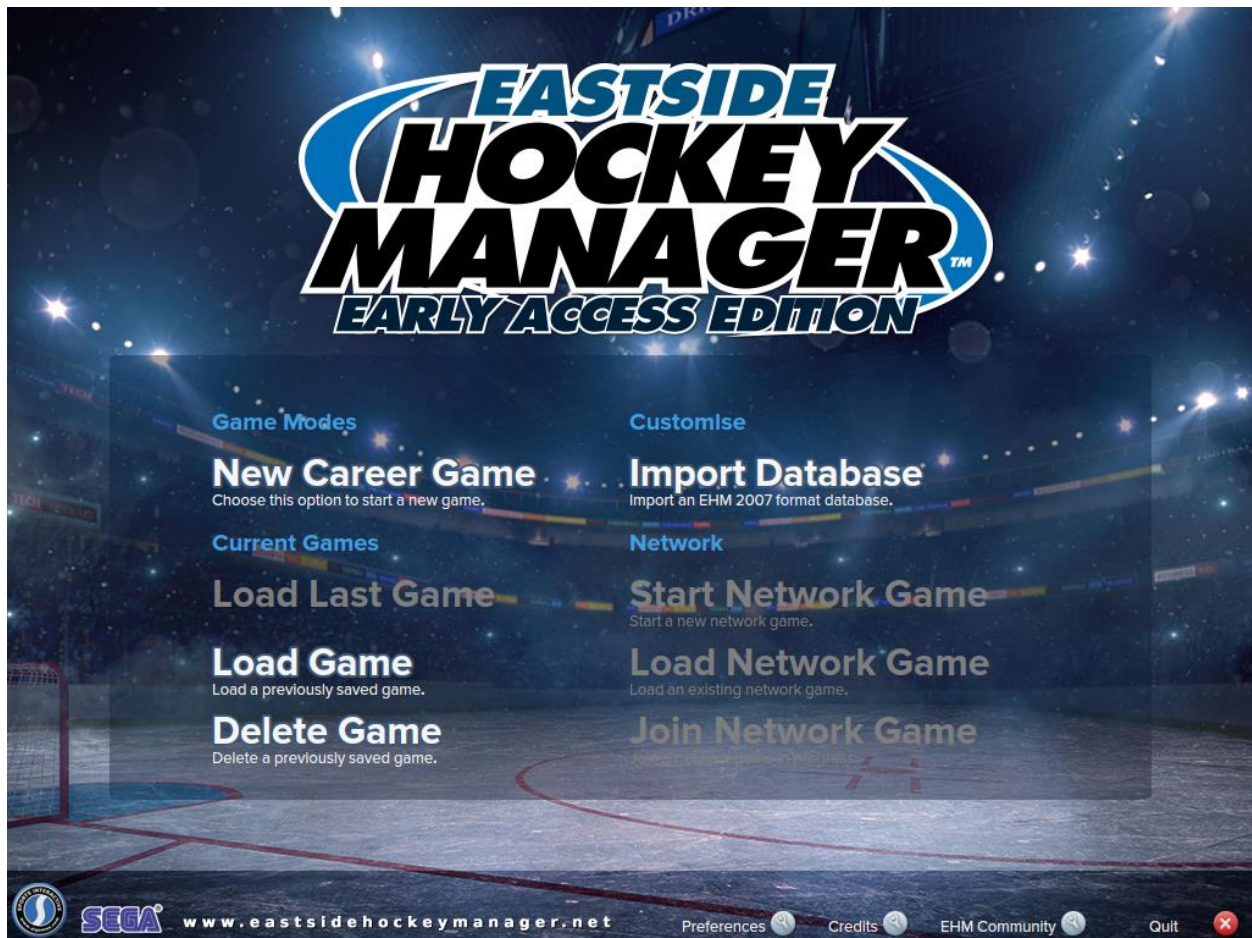 EASTSIDE
HOCKEY
MANAGER™
EARLY ACCESS EDITION
Game Modes
New Career Game
Choose this option to start a new game.
Current Games
Load Last Game
Load Game
Load a previously saved game.
Delete Game
Delete a previously saved game.
Customise
Import Database
Import an EHM 2007 format database.
Network
Start Network Game
Start a new network game.
Load Network Game
Load an existing network game.
Join Network Game
SPORTS INTERACTIVE
SEGA®
www.eastsidehockeymanager.net
Preferences
Credits
EHM Community
Quit